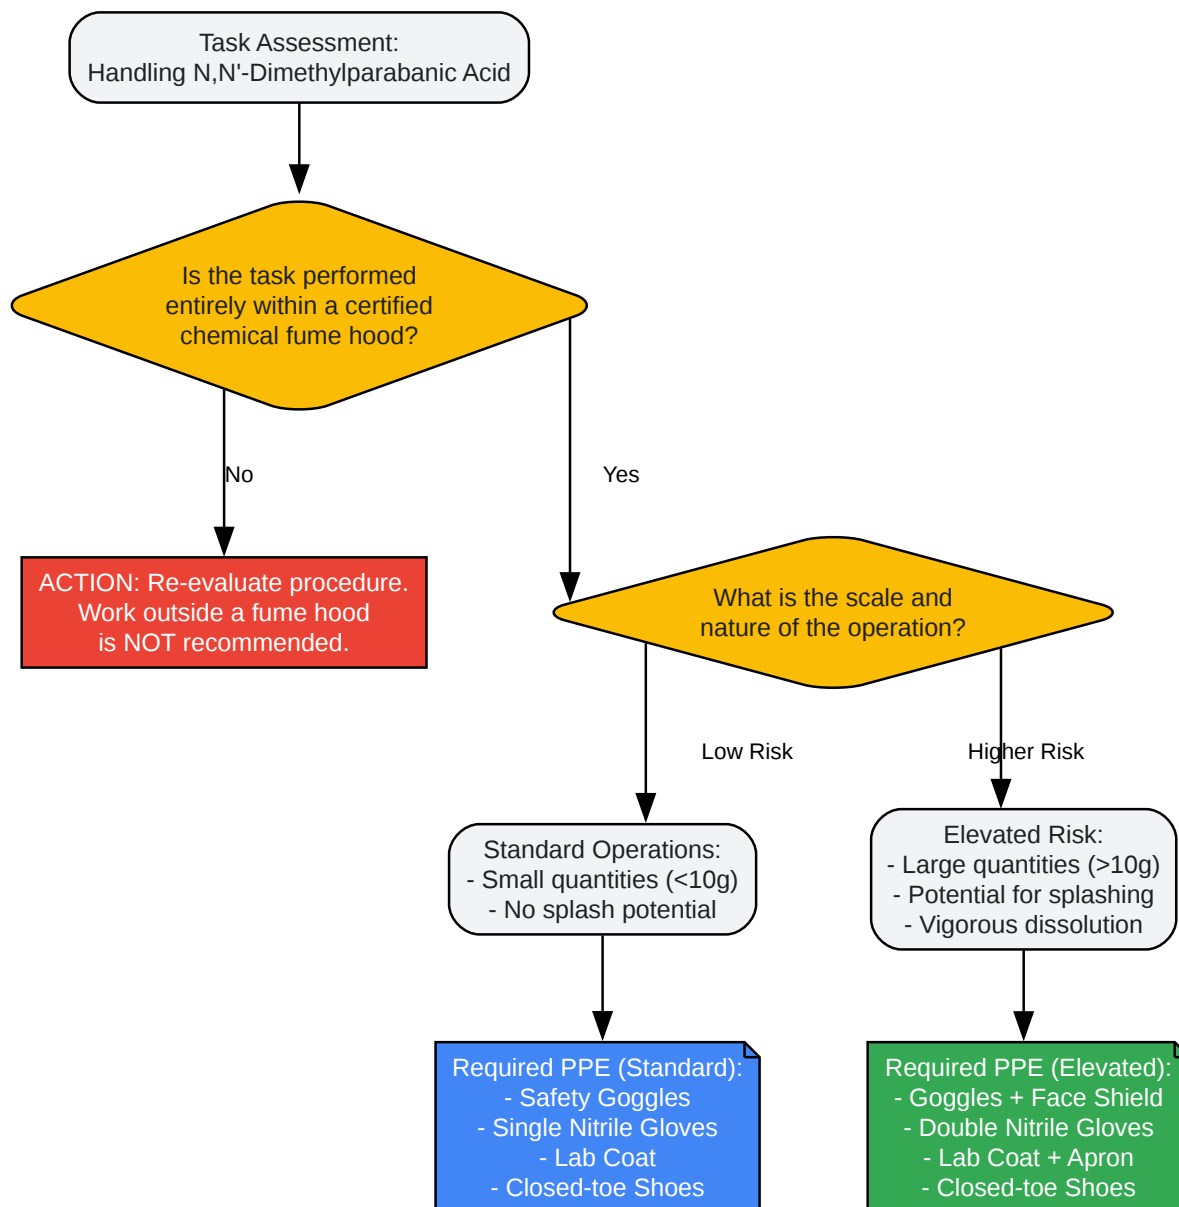 Task Assessment:
Handling N,N'-Dimethylparabanic Acid
Is the task performed
entirely within a certified
chemical fume hood?
No
Yes
ACTION: Re-evaluate procedure.
Work outside a fume hood
is NOT recommended.
What is the scale and
nature of the operation?
Low Risk
Higher Risk
Standard Operations:
- Small quantities (<10g)
- No splash potential
Elevated Risk:
- Large quantities (>10g)
- Potential for splashing
- Vigorous dissolution
Required PPE (Standard):
- Safety Goggles
- Single Nitrile Gloves
- Lab Coat
- Closed-toe Shoes
Required PPE (Elevated):
- Goggles + Face Shield
- Double Nitrile Gloves
- Lab Coat + Apron
- Closed-toe Shoes